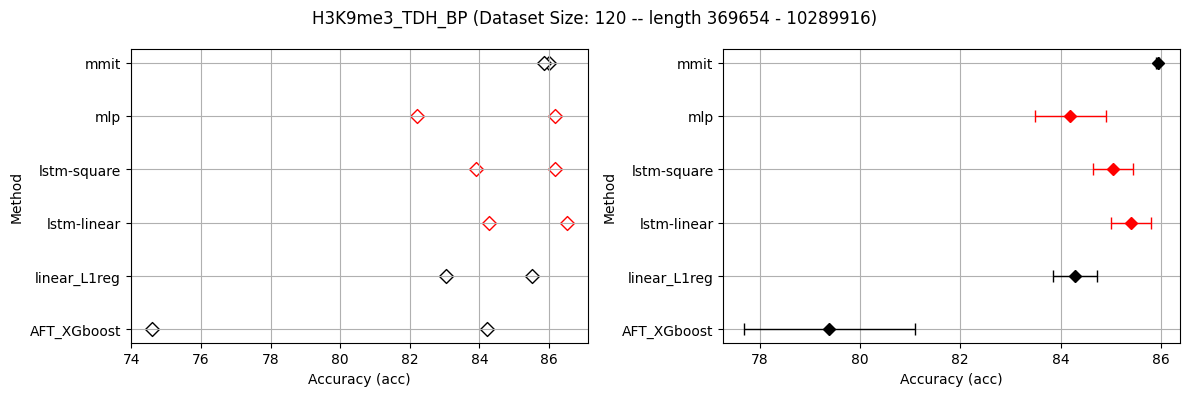 H3K9me3_TDH_BP (Dataset Size: 120 -- length 369654 - 10289916)
Method
mmit
mlp
lstm-square
lstm-linear
linear_L1reg
AFT_XGboost
74 76 78 80 82 84 86
Accuracy (acc)
Method
mmit
mlp
lstm-square
lstm-linear
linear_L1reg
AFT_XGboost
78 80 82 84 86
Accuracy (acc)